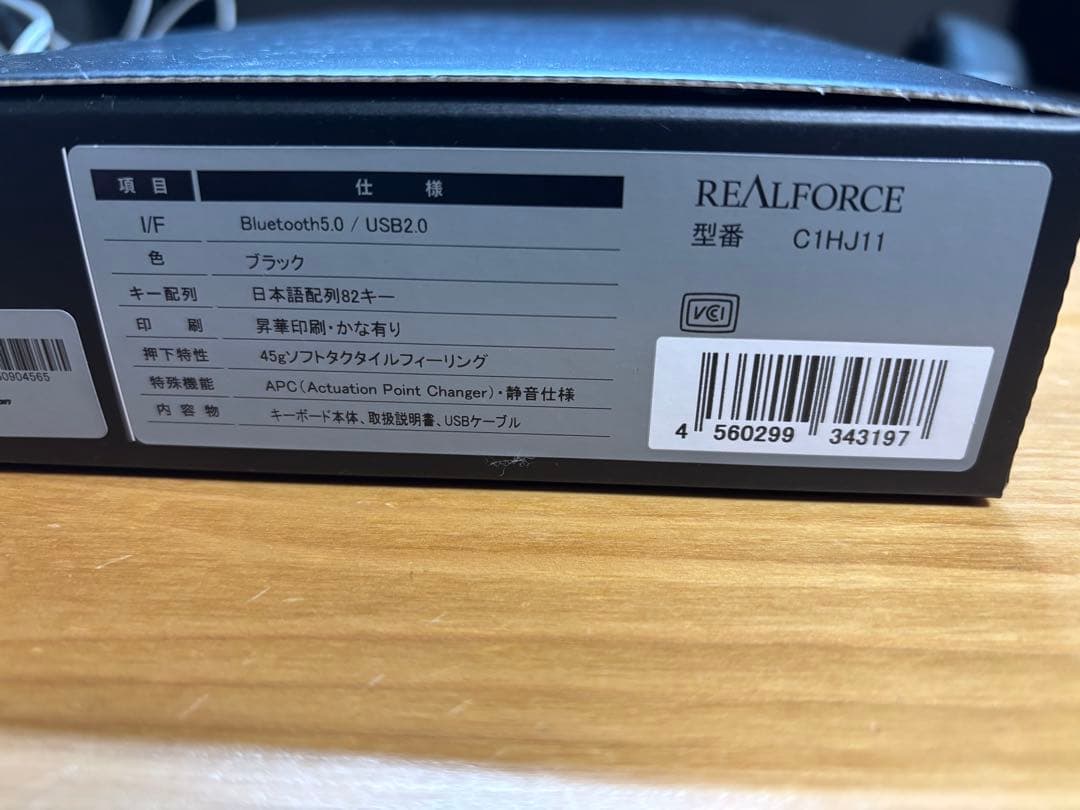 項目 仕様
I/F Bluetooth5.0 / USB2.0
色 ブラック
キー配列 日本語配列82キー
印刷 昇華印刷・かな有り
押下特性 45gソフトタクタイルフィーリング
特殊機能 APC(Actuation Point Changer)・静音仕様
内容物 キーボード本体、取扱説明書、USBケーブル
REALFORCE
型番 C1HJ11
VCCI
4 560299 343197
0904565